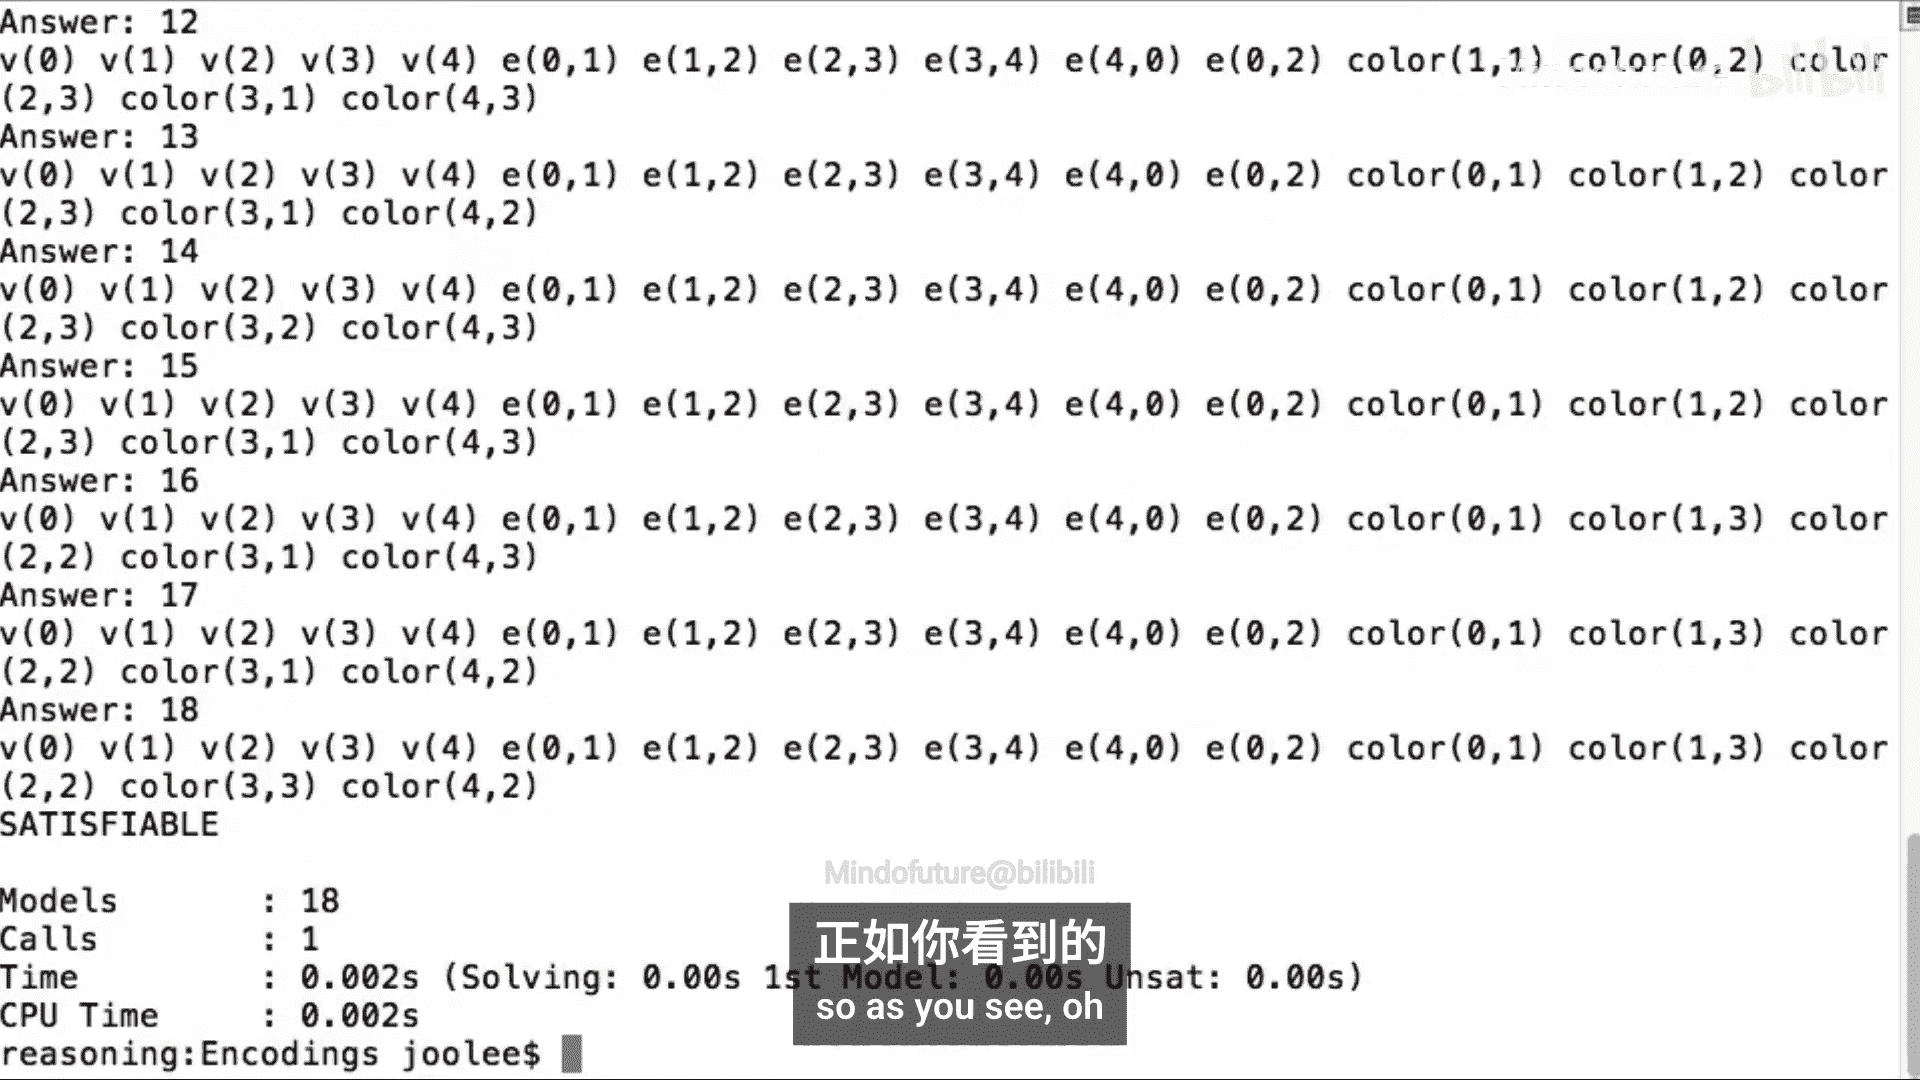 Answer: 12
v(0) v(1) v(2) v(3) v(4) e(0,1) e(1,2) e(2,3) e(3,4) e(4,0) e(0,2) color(1,1) color(0,2) color
(2,3) color(3,1) color(4,3)
bilibili
Answer: 13
v(0) v(1) v(2) v(3) v(4) e(0,1) e(1,2) e(2,3) e(3,4) e(4,0) e(0,2) color(0,1) color(1,2) color
(2,3) color(3,1) color(4,2)
Answer: 14
v(0) v(1) v(2) v(3) v(4) e(0,1) e(1,2) e(2,3) e(3,4) e(4,0) e(0,2) color(0,1) color(1,2) color
(2,3) color(3,2) color(4,3)
Answer: 15
v(0) v(1) v(2) v(3) v(4) e(0,1) e(1,2) e(2,3) e(3,4) e(4,0) e(0,2) color(0,1) color(1,2) color
(2,3) color(3,1) color(4,3)
Answer: 16
v(0) v(1) v(2) v(3) v(4) e(0,1) e(1,2) e(2,3) e(3,4) e(4,0) e(0,2) color(0,1) color(1,3) color
(2,2) color(3,1) color(4,3)
Answer: 17
v(0) v(1) v(2) v(3) v(4) e(0,1) e(1,2) e(2,3) e(3,4) e(4,0) e(0,2) color(0,1) color(1,3) color
(2,2) color(3,1) color(4,2)
Answer: 18
v(0) v(1) v(2) v(3) v(4) e(0,1) e(1,2) e(2,3) e(3,4) e(4,0) e(0,2) color(0,1) color(1,3) color
(2,2) color(3,3) color(4,2)
SATISFIABLE
Models : 18
Calls : 1
Time : 0.002s (Solving: 0.00s 1st Model: 0.00s Unsat: 0.00s)
CPU Time : 0.002s
reasoning:Encodings joolee$
Mindofuture@bilibili
正如你看到的
so as you see, oh